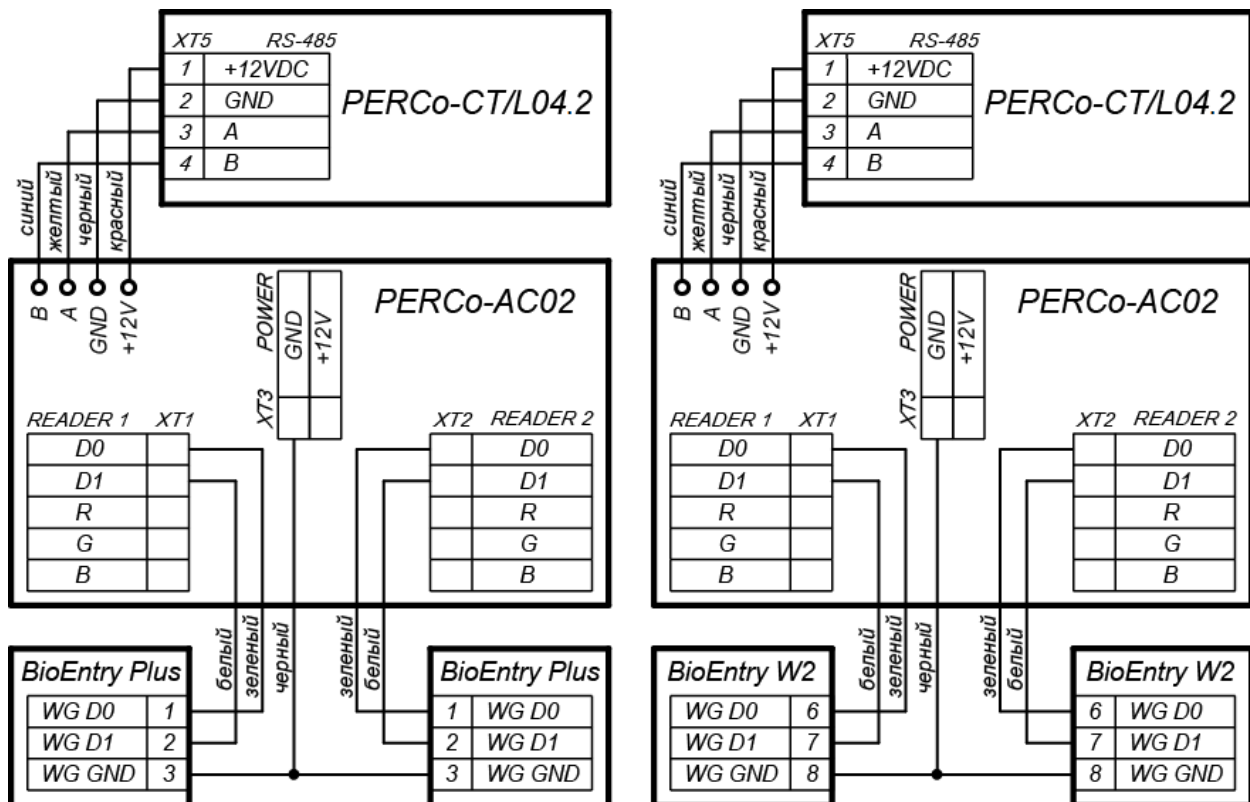 XT5 RS-485
1 +12VDC
2 GND
3 A
4 B
PERCo-CT/L04.2
синий
желтый
черный
красный
B
A
GND
+12V
POWER
GND
+12V
XT3
PERCo-AC02
READER 1 XT1
D0
D1
R
G
B
XT2 READER 2
D0
D1
R
G
B
белый
зеленый
черный
зеленый
белый
BioEntry Plus
WG D0 1
WG D1 2
WG GND 3
BioEntry Plus
1 WG D0
2 WG D1
3 WG GND
XT5 RS-485
1 +12VDC
2 GND
3 A
4 B
PERCo-CT/L04.2
синий
желтый
черный
красный
B
A
GND
+12V
POWER
GND
+12V
XT3
PERCo-AC02
READER 1 XT1
D0
D1
R
G
B
XT2 READER 2
D0
D1
R
G
B
белый
зеленый
черный
зеленый
белый
BioEntry W2
WG D0 6
WG D1 7
WG GND 8
BioEntry W2
6 WG D0
7 WG D1
8 WG GND